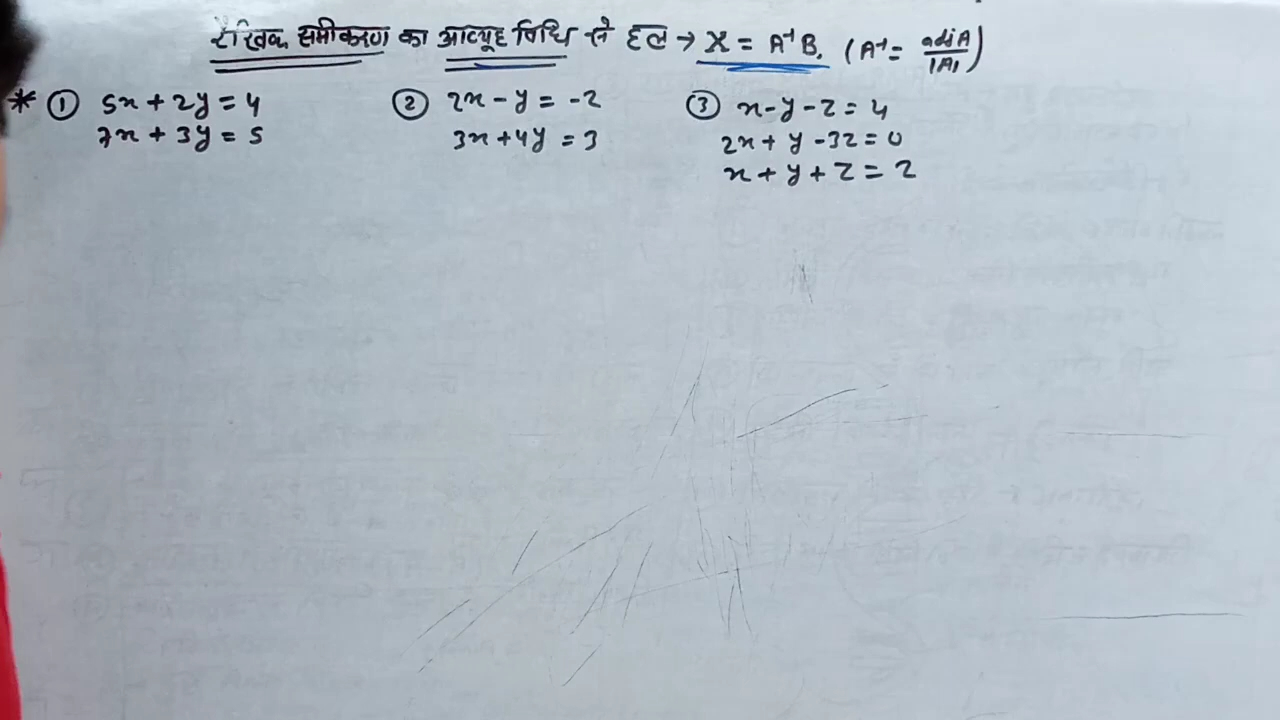 रैखिक समीकरण का आव्यूह विधि से हल → X = A⁻¹ B. (A⁻¹ = adjA/|A|)
* ① 5x + 2y = 4
7x + 3y = 5
② 2x - y = -2
3x + 4y = 3
③ x - y - z = 4
2x + y - 3z = 0
x + y + z = 2